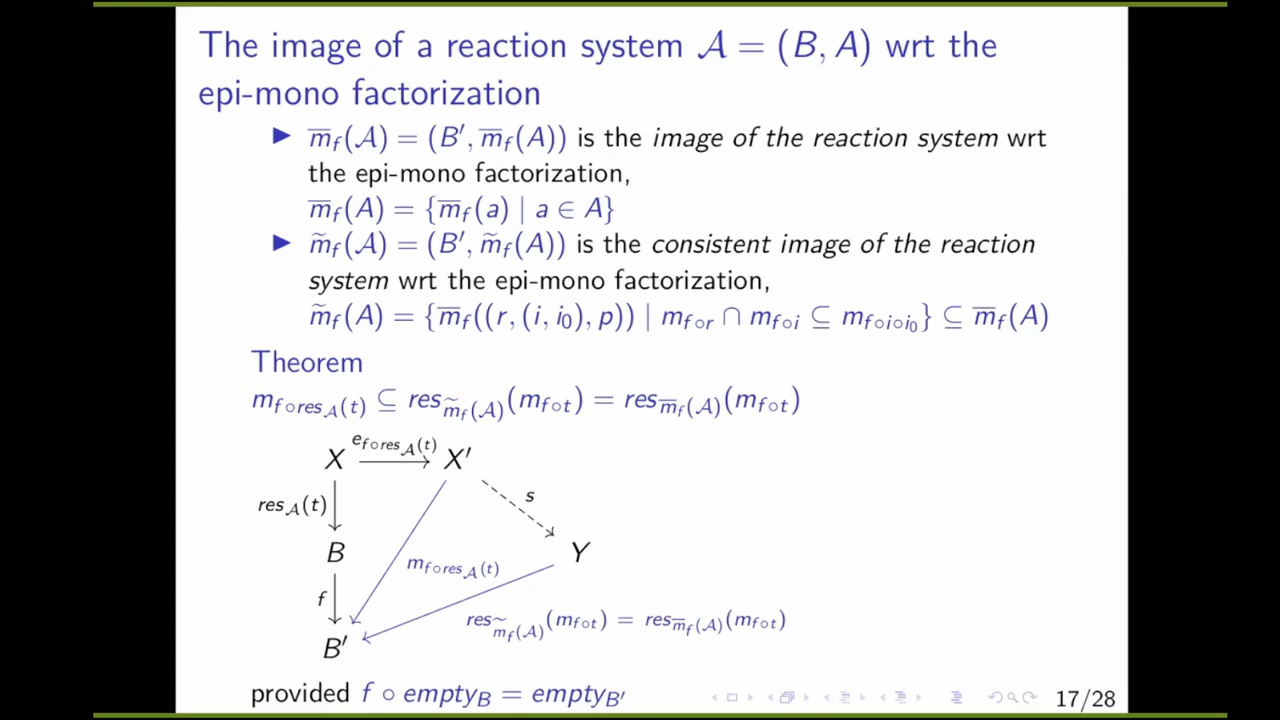 The image of a reaction system 𝒜 = (B, A) wrt the
epi-mono factorization
▶ m̅_f(𝒜) = (B′, m̅_f(A)) is the image of the reaction system wrt
the epi-mono factorization,
m̅_f(A) = {m̅_f(a) | a ∈ A}
▶ m̃_f(𝒜) = (B′, m̃_f(A)) is the consistent image of the reaction
system wrt the epi-mono factorization,
m̃_f(A) = {m̅_f((r, (i, i₀), p)) | m_{f∘r} ∩ m_{f∘i} ⊆ m_{f∘i∘i₀}} ⊆ m̅_f(A)
Theorem
m_{f∘res_𝒜(t)} ⊆ res_{m̃_f(𝒜)}(m_{f∘t}) = res_{m̅_f(𝒜)}(m_{f∘t})
e_{f∘res_𝒜(t)}
X X′
s
res_𝒜(t)
B Y
m_{f∘res_𝒜(t)}
f
res_{m̃_f(𝒜)}(m_{f∘t}) = res_{m̅_f(𝒜)}(m_{f∘t})
B′
provided f ∘ empty_B = empty_{B′}
17/28